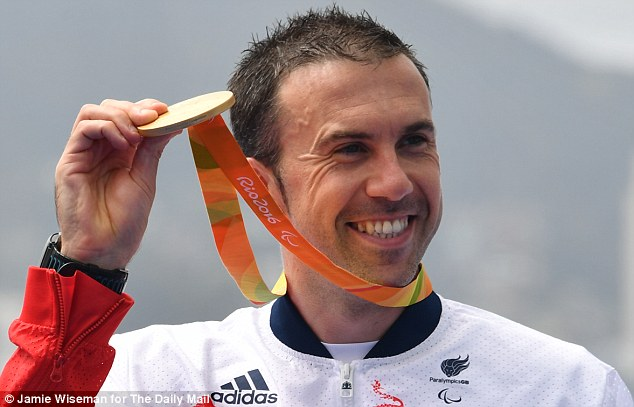 RIO2016
ParalympicsGB
adidas
© Jamie Wiseman for The Daily Mail